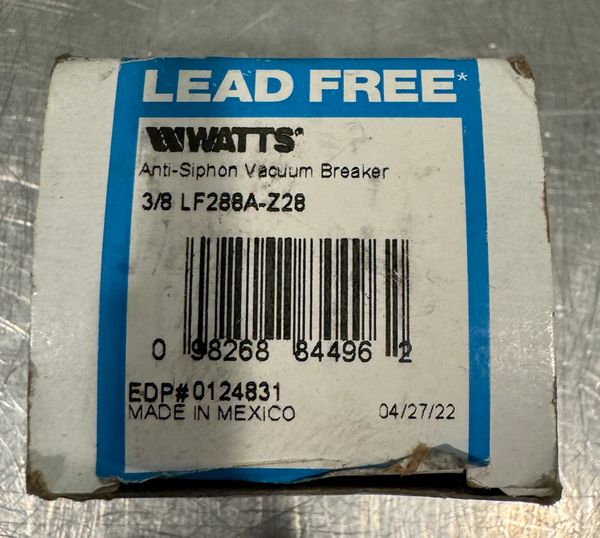 LEAD FREE*
WATTS®
Anti-Siphon Vacuum Breaker
3/8 LF288A-Z28
0 98268 84496 2
EDP#0124831
MADE IN MEXICO 04/27/22